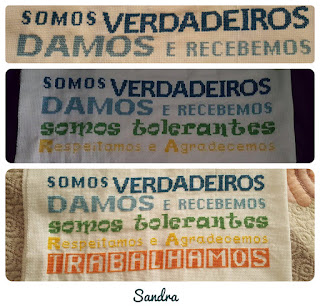 SOMOS VERDADEIROS
DAMOS E RECEBEMOS
SOMOS VERDADEIROS
DAMOS E RECEBEMOS
somos tolerantes
Respeitamos e Agradecemos
SOMOS VERDADEIROS
DAMOS E RECEBEMOS
somos tolerantes
Respeitamos e Agradecemos
TRABALHAMOS
Sandra